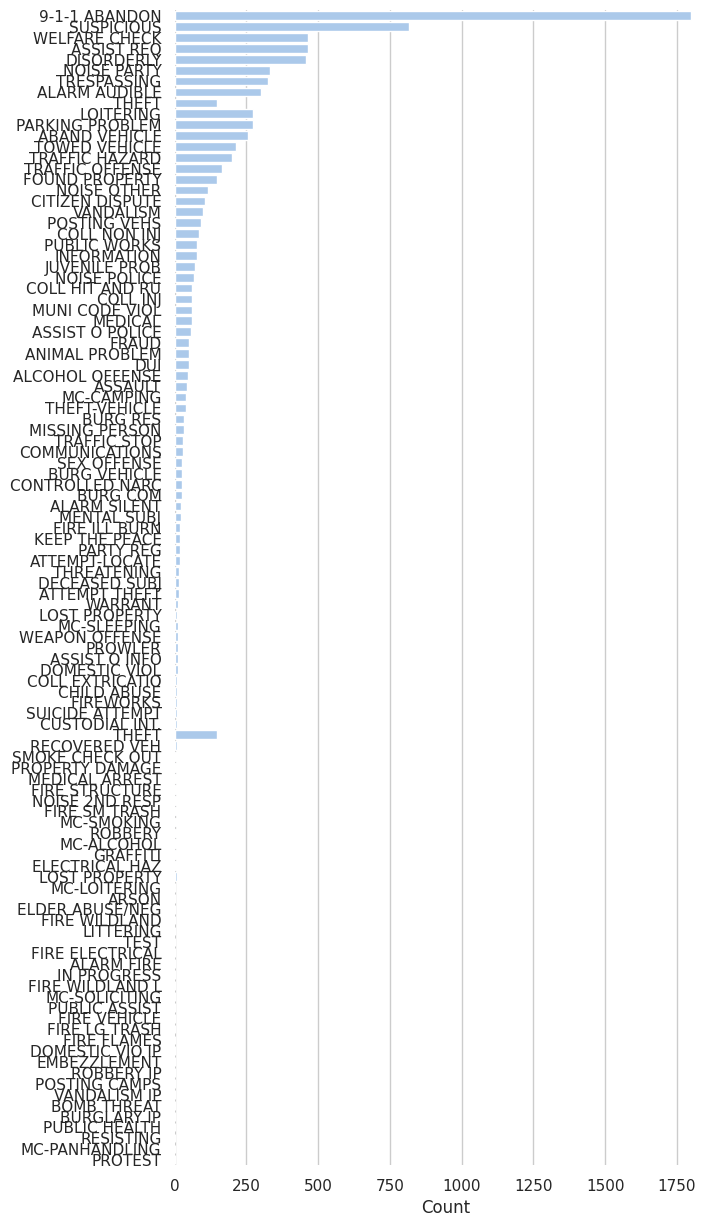 9-1-1 ABANDON
SUSPICIOUS
WELFARE CHECK
ASSIST REQ
DISORDERLY
NOISE PARTY
TRESPASSING
ALARM AUDIBLE
THEFT
LOITERING
PARKING PROBLEM
ABAND VEHICLE
TOWED VEHICLE
TRAFFIC HAZARD
TRAFFIC OFFENSE
FOUND PROPERTY
NOISE OTHER
CITIZEN DISPUTE
VANDALISM
POSTING VEHS
COLL NON INJ
PUBLIC WORKS
INFORMATION
JUVENILE PROB
NOISE POLICE
COLL HIT AND RU
COLL INJ
MUNI CODE VIOL
MEDICAL
ASSIST O POLICE
FRAUD
ANIMAL PROBLEM
DUI
ALCOHOL OFFENSE
ASSAULT
MC-CAMPING
THEFT-VEHICLE
BURG RES
MISSING PERSON
TRAFFIC STOP
COMMUNICATIONS
SEX OFFENSE
BURG VEHICLE
CONTROLLED NARC
BURG COM
ALARM SILENT
MENTAL SUBJ
FIRE ILL BURN
KEEP THE PEACE
PARTY REG
ATTEMPT-LOCATE
THREATENING
DECEASED SUBJ
ATTEMPT THEFT
WARRANT
LOST PROPERTY
MC-SLEEPING
WEAPON OFFENSE
PROWLER
ASSIST O INFO
DOMESTIC VIOL
COLL EXTRICATIO
CHILD ABUSE
FIREWORKS
SUICIDE ATTEMPT
CUSTODIAL INT.
THEFT
RECOVERED VEH
SMOKE CHECK OUT
PROPERTY DAMAGE
MEDICAL ARREST
FIRE STRUCTURE
NOISE 2ND RESP
FIRE SM TRASH
MC-SMOKING
ROBBERY
MC-ALCOHOL
GRAFFITI
ELECTRICAL HAZ
LOST PROPERTY
MC-LOITERING
ARSON
ELDER ABUSE/NEG
FIRE WILDLAND
LITTERING
TEST
FIRE ELECTRICAL
ALARM FIRE
IN PROGRESS
FIRE WILDLAND L
MC-SOLICITING
PUBLIC ASSIST
FIRE VEHICLE
FIRE LG TRASH
FIRE FLAMES
DOMESTIC VIO IP
EMBEZZLEMENT
ROBBERY IP
POSTING CAMPS
VANDALISM IP
BOMB THREAT
BURGLARY IP
PUBLIC HEALTH
RESISTING
MC-PANHANDLING
PROTEST
0 250 500 750 1000 1250 1500 1750
Count